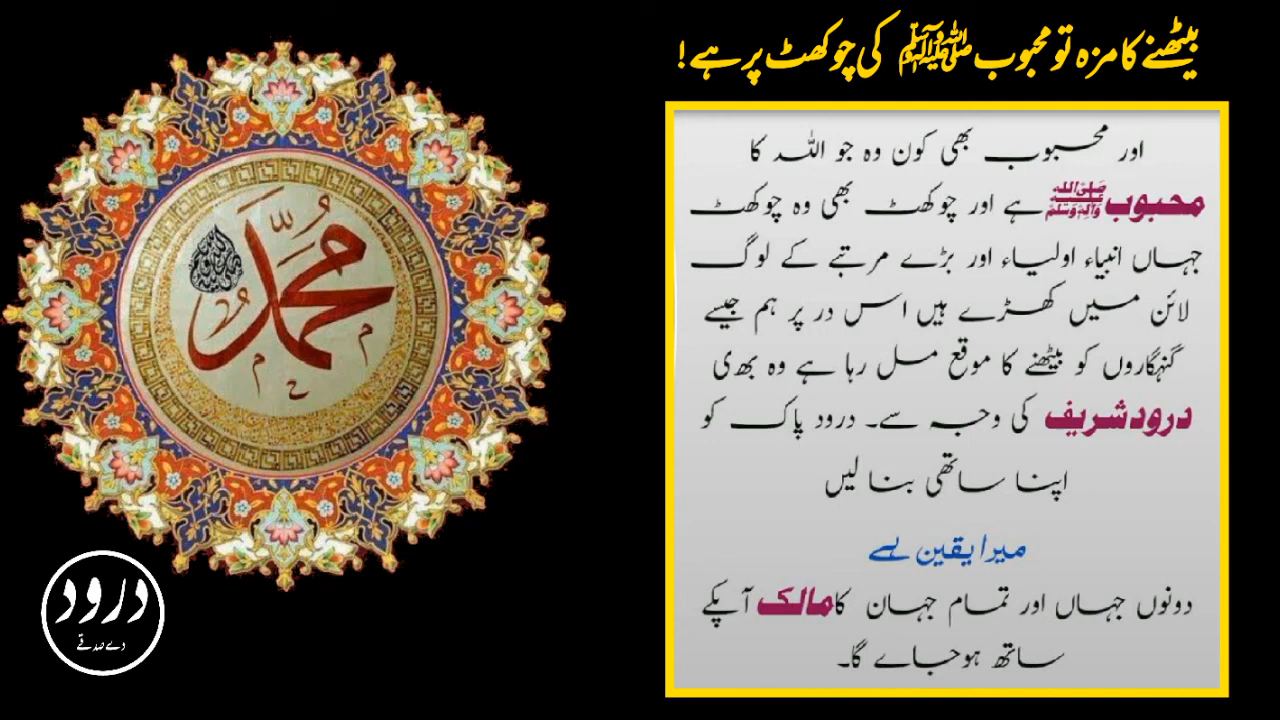 بیٹھنے کا مزہ تو محبوب ﷺ کی چوکھٹ پر ہے!
اور محبوب بھی کون وہ جو اللہ کا
محبوب ﷺ ہے اور چوکھٹ بھی وہ چوکھٹ
جہاں انبیاء اولیاء اور بڑے مرتبے کے لوگ
لائن میں کھڑے ہیں اس در پر ہم جیسے
گنہگاروں کو بیٹھنے کا موقع مل رہا ہے وہ بھی
درود شریف کی وجہ سے۔ درود پاک کو
اپنا ساتھی بنا لیں
میرا یقین ہے
دونوں جہاں اور تمام جہان کا مالک آپکے
ساتھ ہوجاے گا۔
محمد
درود
دے صدقے